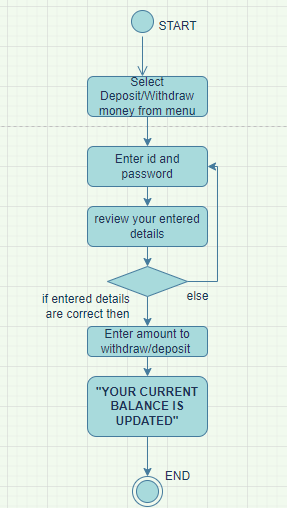 START
Select
Deposit/Withdraw
money from menu
Enter id and
password
review your entered
details
if entered details
are correct then
else
Enter amount to
withdraw/deposit
"YOUR CURRENT
BALANCE IS
UPDATED"
END